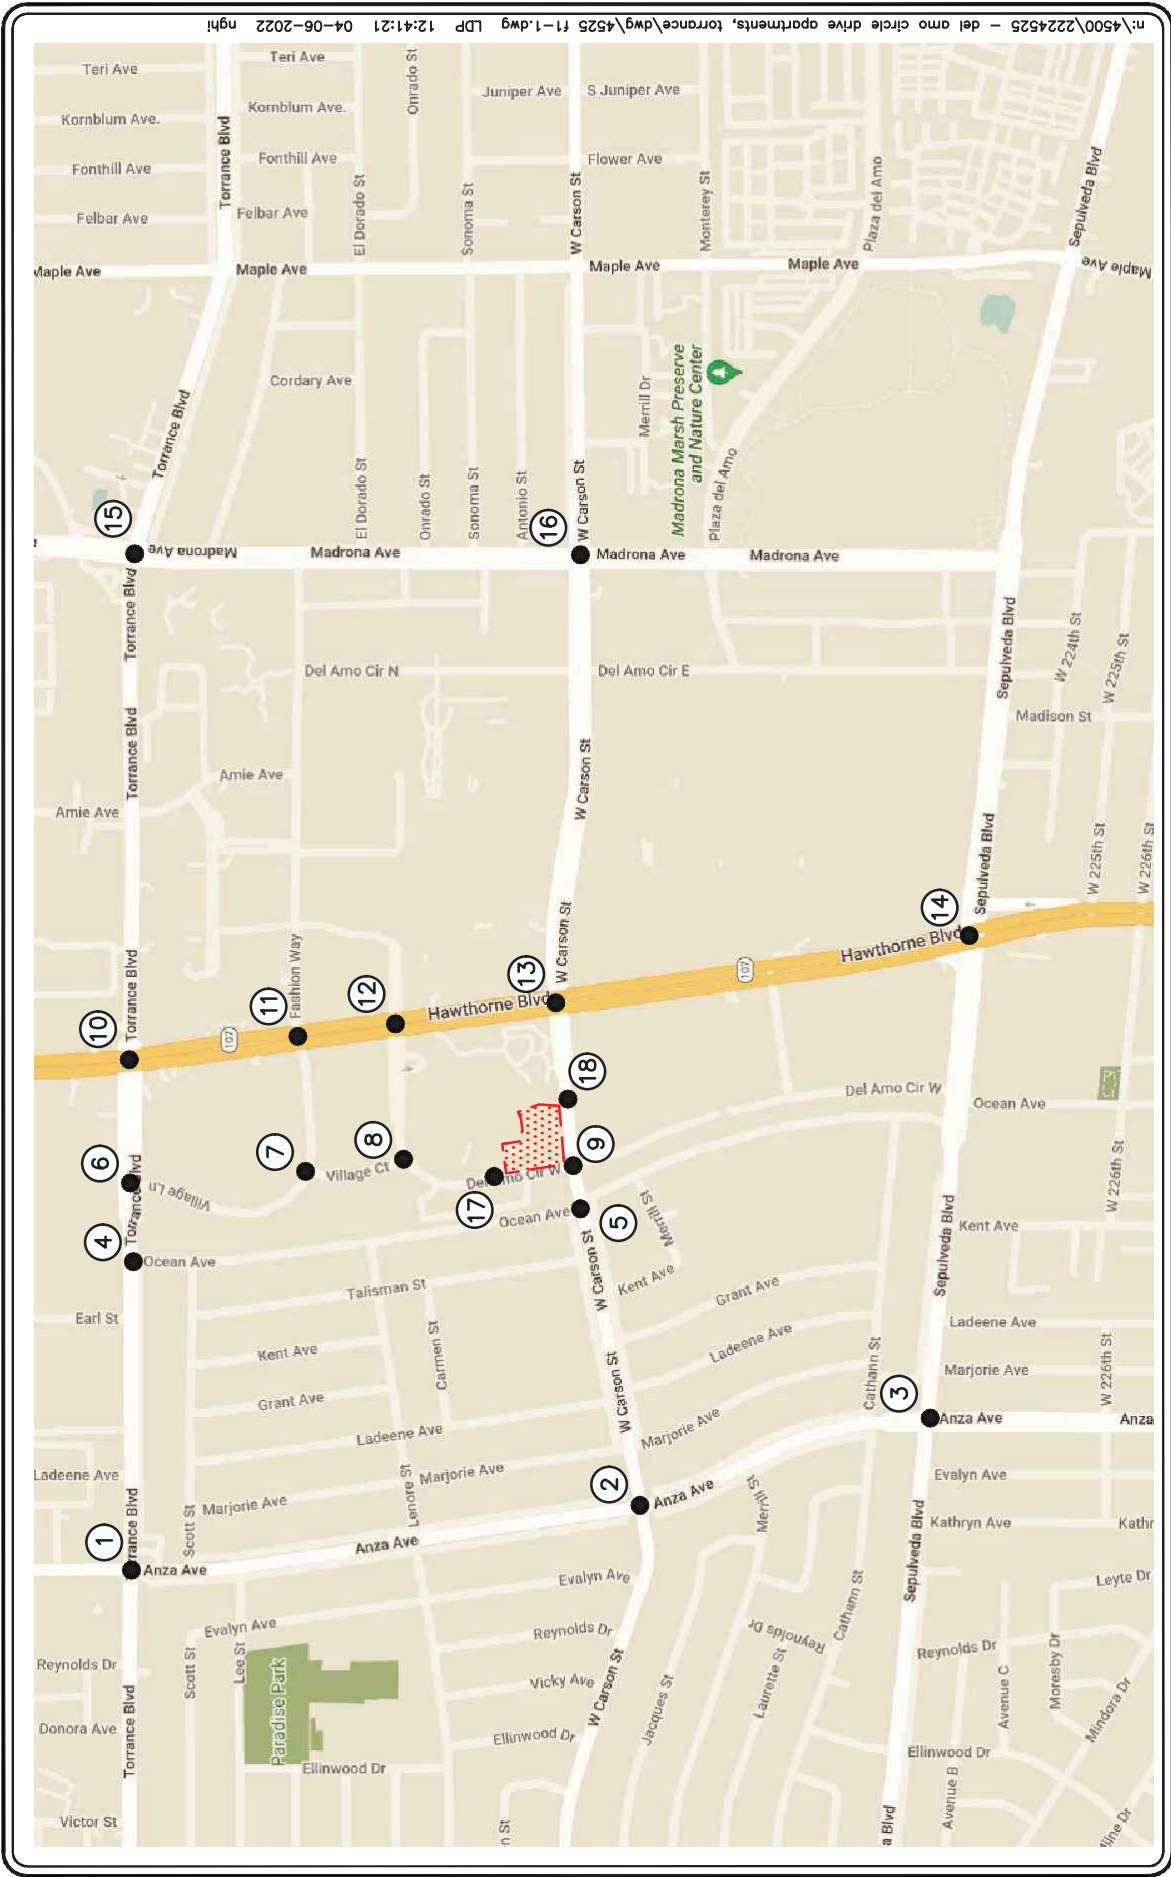 n:\4500\2224525 - del amo circle drive apartments, torrance\dwg\4525 f1-1.dwg LDP 12:41:21 04-06-2022 nghi
Teri Ave
Teri Ave
Onrado St
Juniper Ave
S Juniper Ave
Kornblum Ave.
Kornblum Ave.
Torrance Blvd
Fonthill Ave
Fonthill Ave
Flower Ave
Felbar Ave
Felbar Ave
El Dorado St
Sonoma St
W Carson St
Monterey St
Plaza del Amo
Sepulveda Blvd
Maple Ave
Maple Ave
Maple Ave
Maple Ave
Maple Ave
Cordary Ave
Merrill Dr
Madrona Marsh Preserve
and Nature Center
Torrance Blvd
El Dorado St
Onrado St
Sonoma St
Antonio St
W Carson St
Plaza del Amo
15
16
Madrona Ave
Madrona Ave
Madrona Ave
Madrona Ave
Torrance Blvd
Sepulveda Blvd
W 224th St
W 225th St
Del Amo Cir N
Del Amo Cir E
Madison St
Torrance Blvd
W Carson St
Amie Ave
Amie Ave
Sepulveda Blvd
W 225th St
W 226th St
14
Hawthorne Blvd
Torrance Blvd
Fashion Way
W Carson St
10
11
12
13
Hawthorne Blvd
107
107
18
Del Amo Cir W
Ocean Ave
6
7
8
9
Village Ct
Village Ln
Torrance Blvd
Del Amo Cir W
17
5
Ocean Ave
Merrill St
W 226th St
Kent Ave
4
Ocean Ave
W Carson St
Sepulveda Blvd
Talisman St
Kent Ave
Grant Ave
Earl St
Carmen St
Ladeene Ave
Ladeene Ave
Kent Ave
Cathann St
Marjorie Ave
W 226th St
Grant Ave
W Carson St
3
Anza Ave
Anza
Ladeene Ave
Marjorie Ave
Ladeene Ave
Marjorie Ave
Evalyn Ave
Lenore St
2
Anza Ave
Merrill St
Marjorie Ave
Scott St
Kathryn Ave
Kathr
1
rrance Blvd
Anza Ave
Anza Ave
Sepulveda Blvd
Evalyn Ave
Leyte Dr
Evalyn Ave
Reynolds Dr
Reynolds Dr
Cathann St
Reynolds Dr
Reynolds Dr
Scott St
Lee St
Paradise Park
Vicky Ave
W Carson St
Jacques St
Laurette St
Avenue C
Moresby Dr
Mindora Dr
Donora Ave
Torrance Blvd
Ellinwood Dr
Ellinwood Dr
Ellinwood Dr
Victor St
n St
a Blvd
Avenue B
ilne Dr